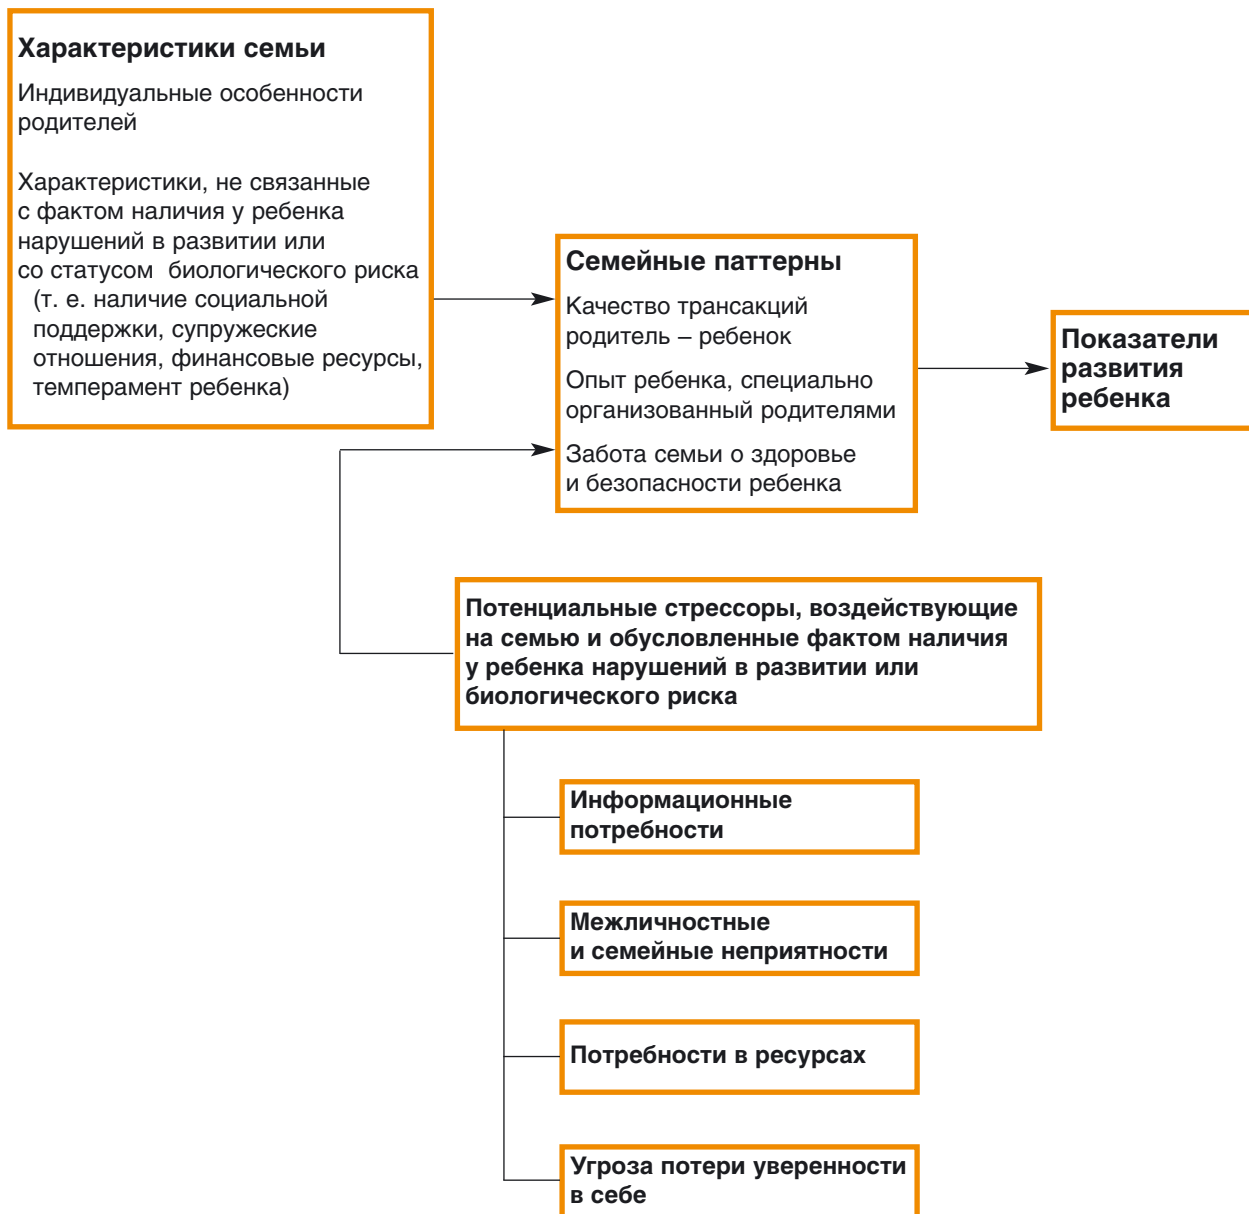 Характеристики семьи
Индивидуальные особенности
родителей
Характеристики, не связанные
с фактом наличия у ребенка
нарушений в развитии или
со статусом биологического риска
(т. е. наличие социальной
поддержки, супружеские
отношения, финансовые ресурсы,
темперамент ребенка)
Семейные паттерны
Качество трансакций
родитель – ребенок
Опыт ребенка, специально
организованный родителями
Забота семьи о здоровье
и безопасности ребенка
Показатели
развития
ребенка
Потенциальные стрессоры, воздействующие
на семью и обусловленные фактом наличия
у ребенка нарушений в развитии или
биологического риска
Информационные
потребности
Межличностные
и семейные неприятности
Потребности в ресурсах
Угроза потери уверенности
в себе